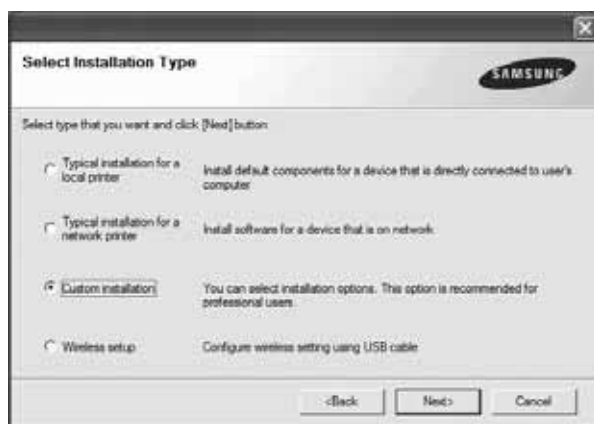 Select Installation Type
SAMSUNG
Select type that you want and click [Next] button
Typical installation for a
local printer
Install default components for a device that is directly connected to user's
computer
Typical installation for a
network printer
Install software for a device that is on network
Custom installation
You can select installation options. This option is recommended for
professional users.
Wireless setup
Configure wireless setting using USB cable
<Back
Next>
Cancel